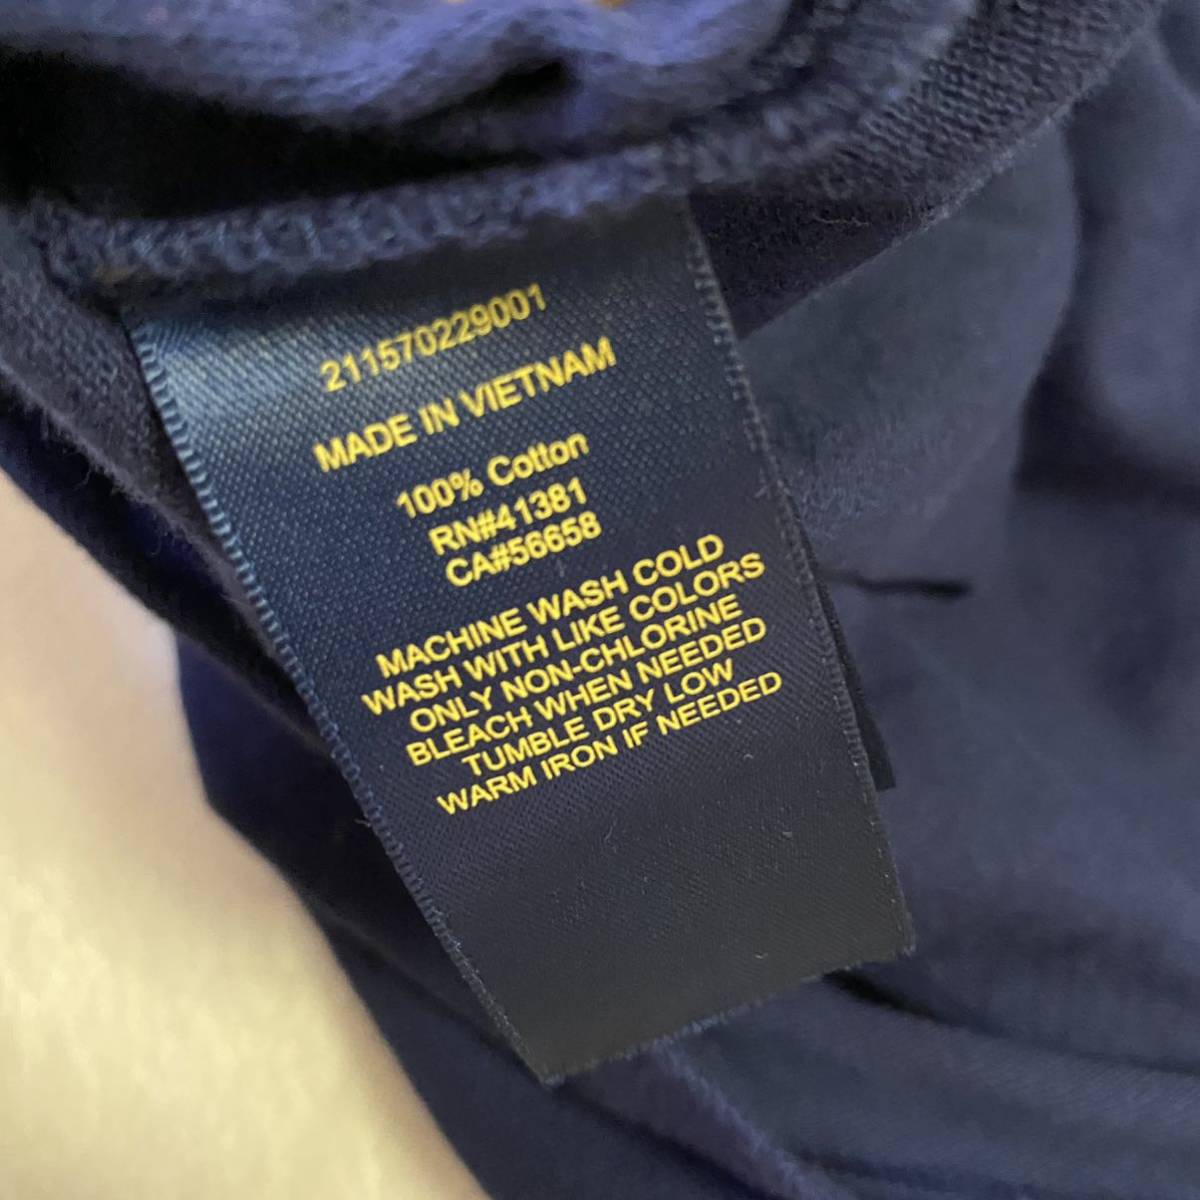 211570229001
MADE IN VIETNAM
100% Cotton
RN#41381
CA#56658
MACHINE WASH COLD
WASH WITH LIKE COLORS
ONLY NON-CHLORINE
BLEACH WHEN NEEDED
TUMBLE DRY LOW
WARM IRON IF NEEDED